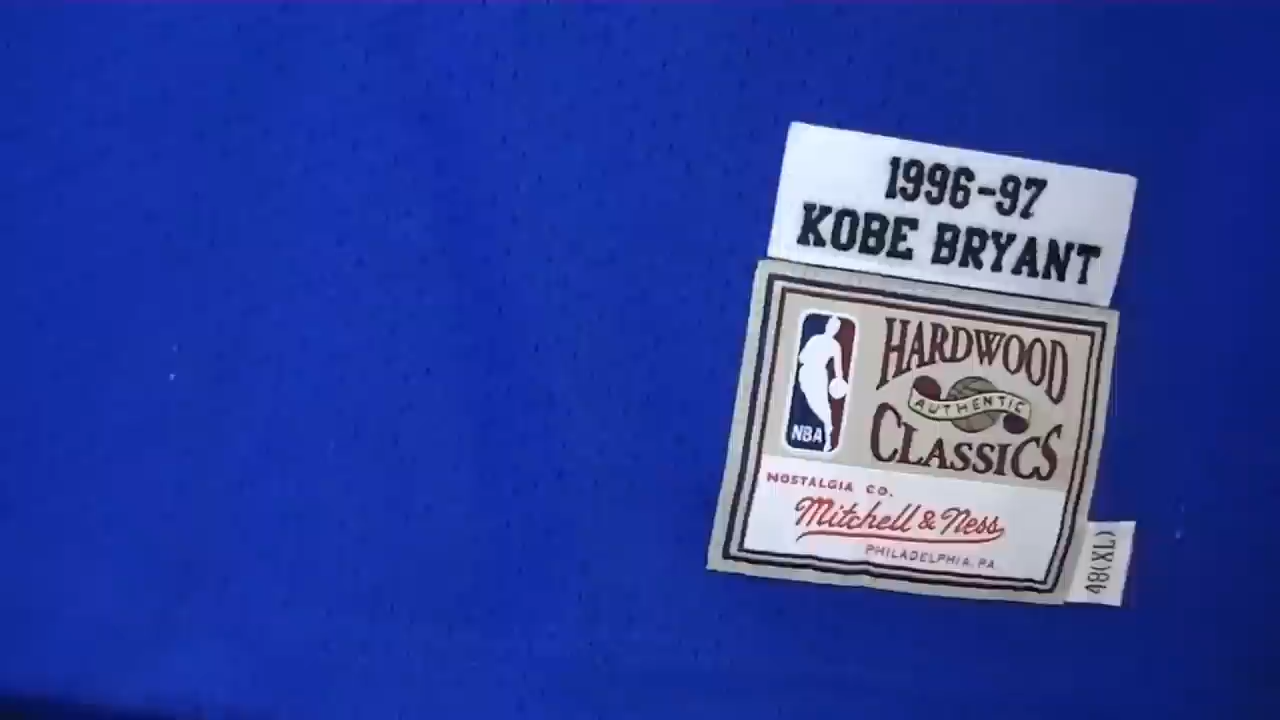 1996-97
KOBE BRYANT
NBA
HARDWOOD
AUTHENTIC
CLASSICS
NOSTALGIA CO.
Mitchell & Ness
PHILADELPHIA, PA
48(XL)